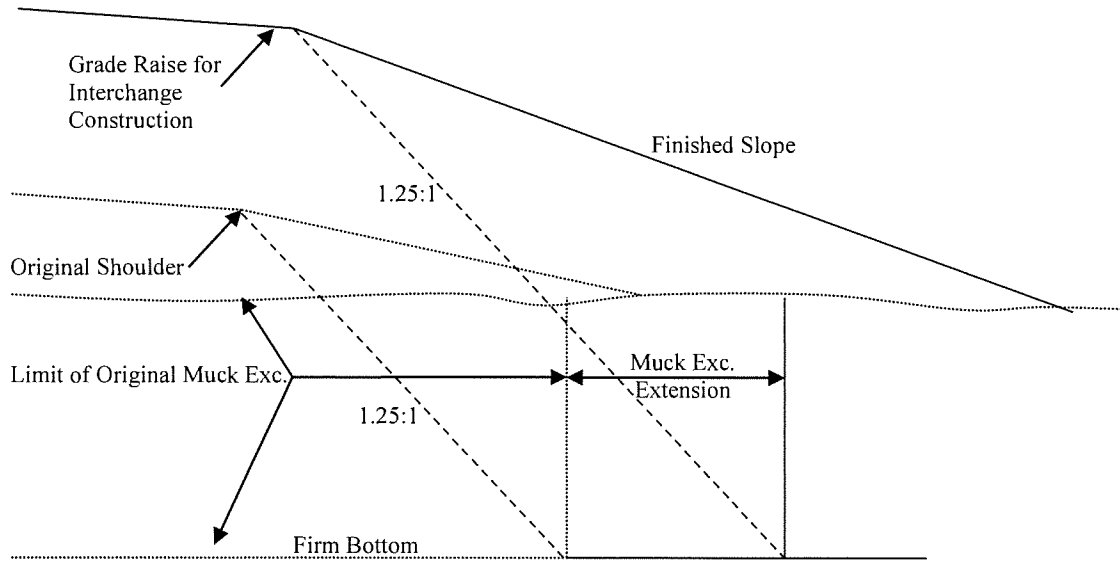 Grade Raise for
Interchange
Construction
Finished Slope
1.25:1
Original Shoulder
Limit of Original Muck Exc.
Muck Exc.
Extension
1.25:1
Firm Bottom